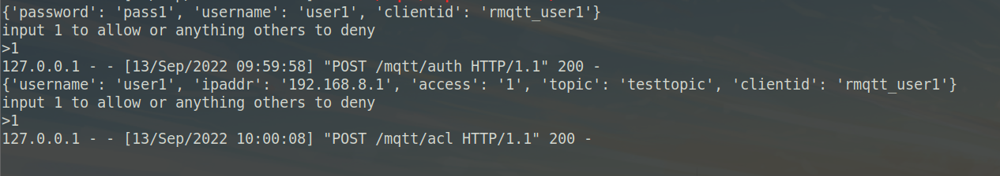 {'password': 'pass1', 'username': 'user1', 'clientid': 'rmqtt_user1'}
input 1 to allow or anything others to deny
>1
127.0.0.1 - - [13/Sep/2022 09:59:58] "POST /mqtt/auth HTTP/1.1" 200 -
{'username': 'user1', 'ipaddr': '192.168.8.1', 'access': '1', 'topic': 'testtopic', 'clientid': 'rmqtt_user1'}
input 1 to allow or anything others to deny
>1
127.0.0.1 - - [13/Sep/2022 10:00:08] "POST /mqtt/acl HTTP/1.1" 200 -